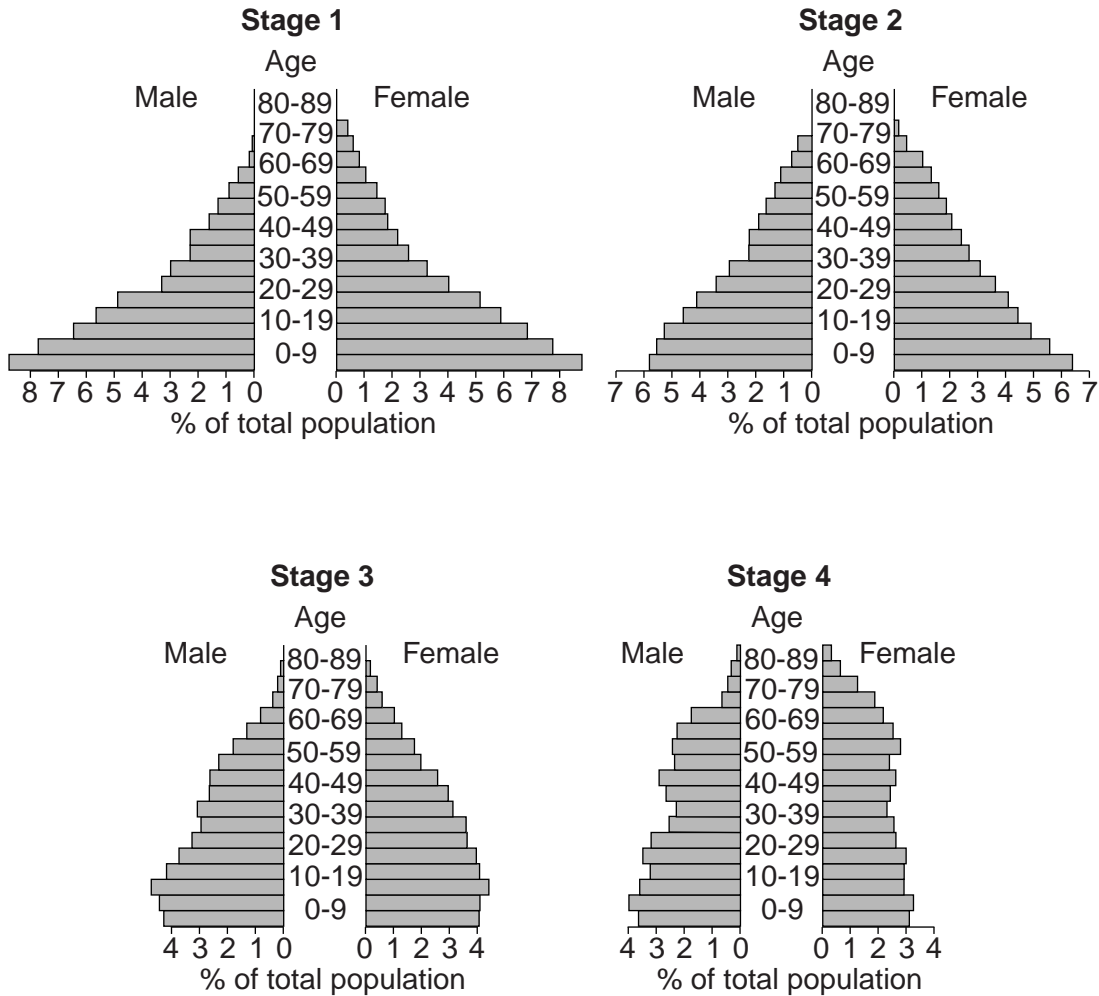 Stage 1
Age
Male
Female
80-89
70-79
60-69
50-59
40-49
30-39
20-29
10-19
0-9
8 7 6 5 4 3 2 1 0
0 1 2 3 4 5 6 7 8
% of total population
Stage 2
Age
Male
Female
80-89
70-79
60-69
50-59
40-49
30-39
20-29
10-19
0-9
7 6 5 4 3 2 1 0
0 1 2 3 4 5 6 7
% of total population
Stage 3
Age
Male
Female
80-89
70-79
60-69
50-59
40-49
30-39
20-29
10-19
0-9
4 3 2 1 0
0 1 2 3 4
% of total population
Stage 4
Age
Male
Female
80-89
70-79
60-69
50-59
40-49
30-39
20-29
10-19
0-9
4 3 2 1 0
0 1 2 3 4
% of total population